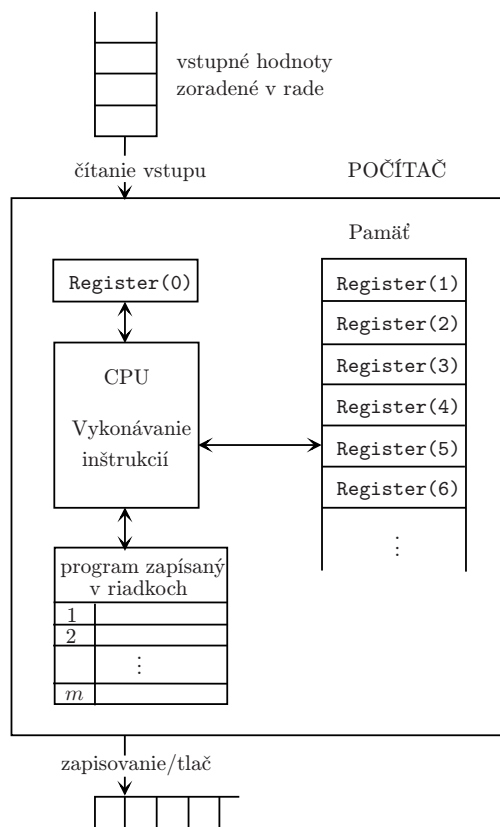 vstupné hodnoty
zoradené v rade
čítanie vstupu
POČÍTAČ
Pamäť
Register(0)
Register(1)
Register(2)
Register(3)
Register(4)
Register(5)
Register(6)
⋮
CPU
Vykonávanie
inštrukcií
program zapísaný
v riadkoch
1
2
⋮
m
zapisovanie/tlač